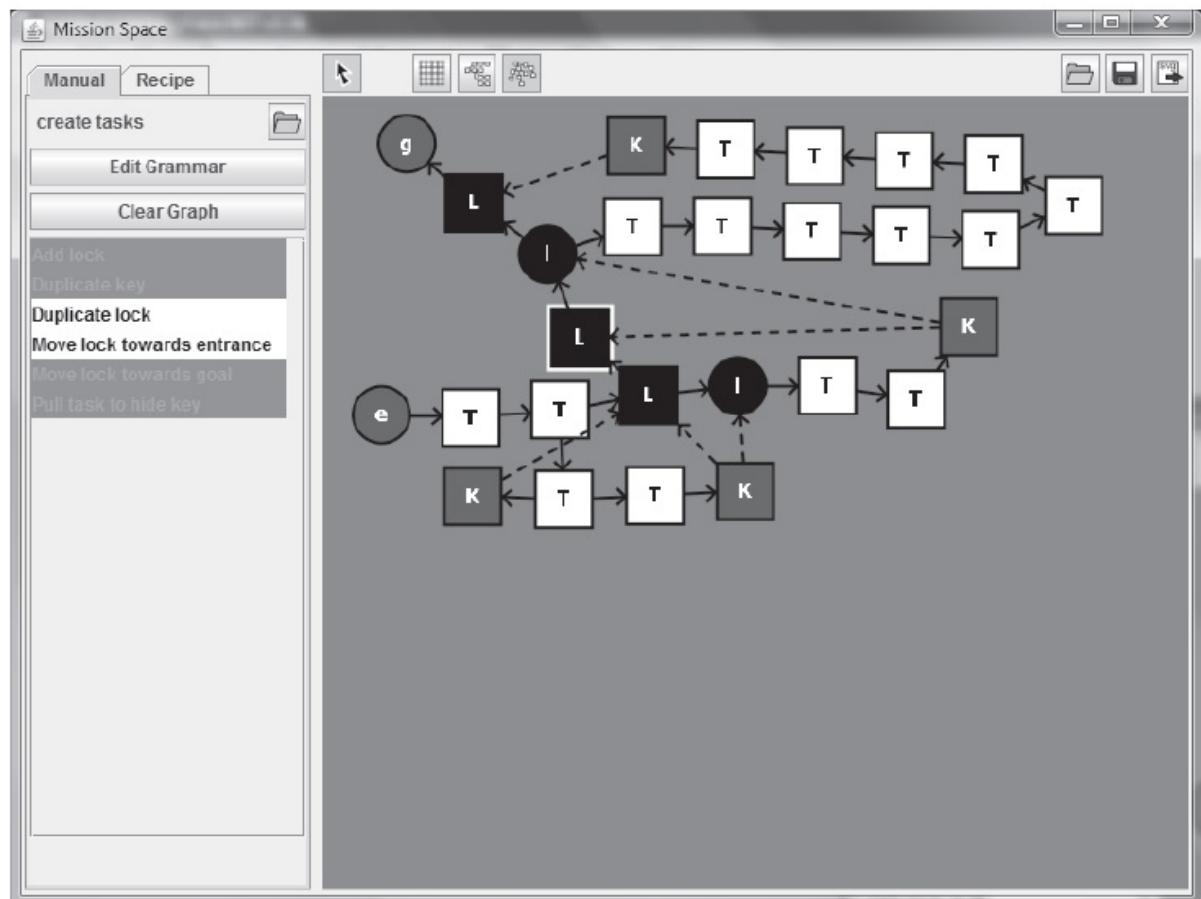 Mission Space
Manual Recipe
create tasks
Edit Grammar
Clear Graph
Add lock
Duplicate key
Duplicate lock
Move lock towards entrance
Move lock towards goal
Pull task to hide key
g K T T T T
L T
l T T T T T
L K
e T T L l T T
K T T K